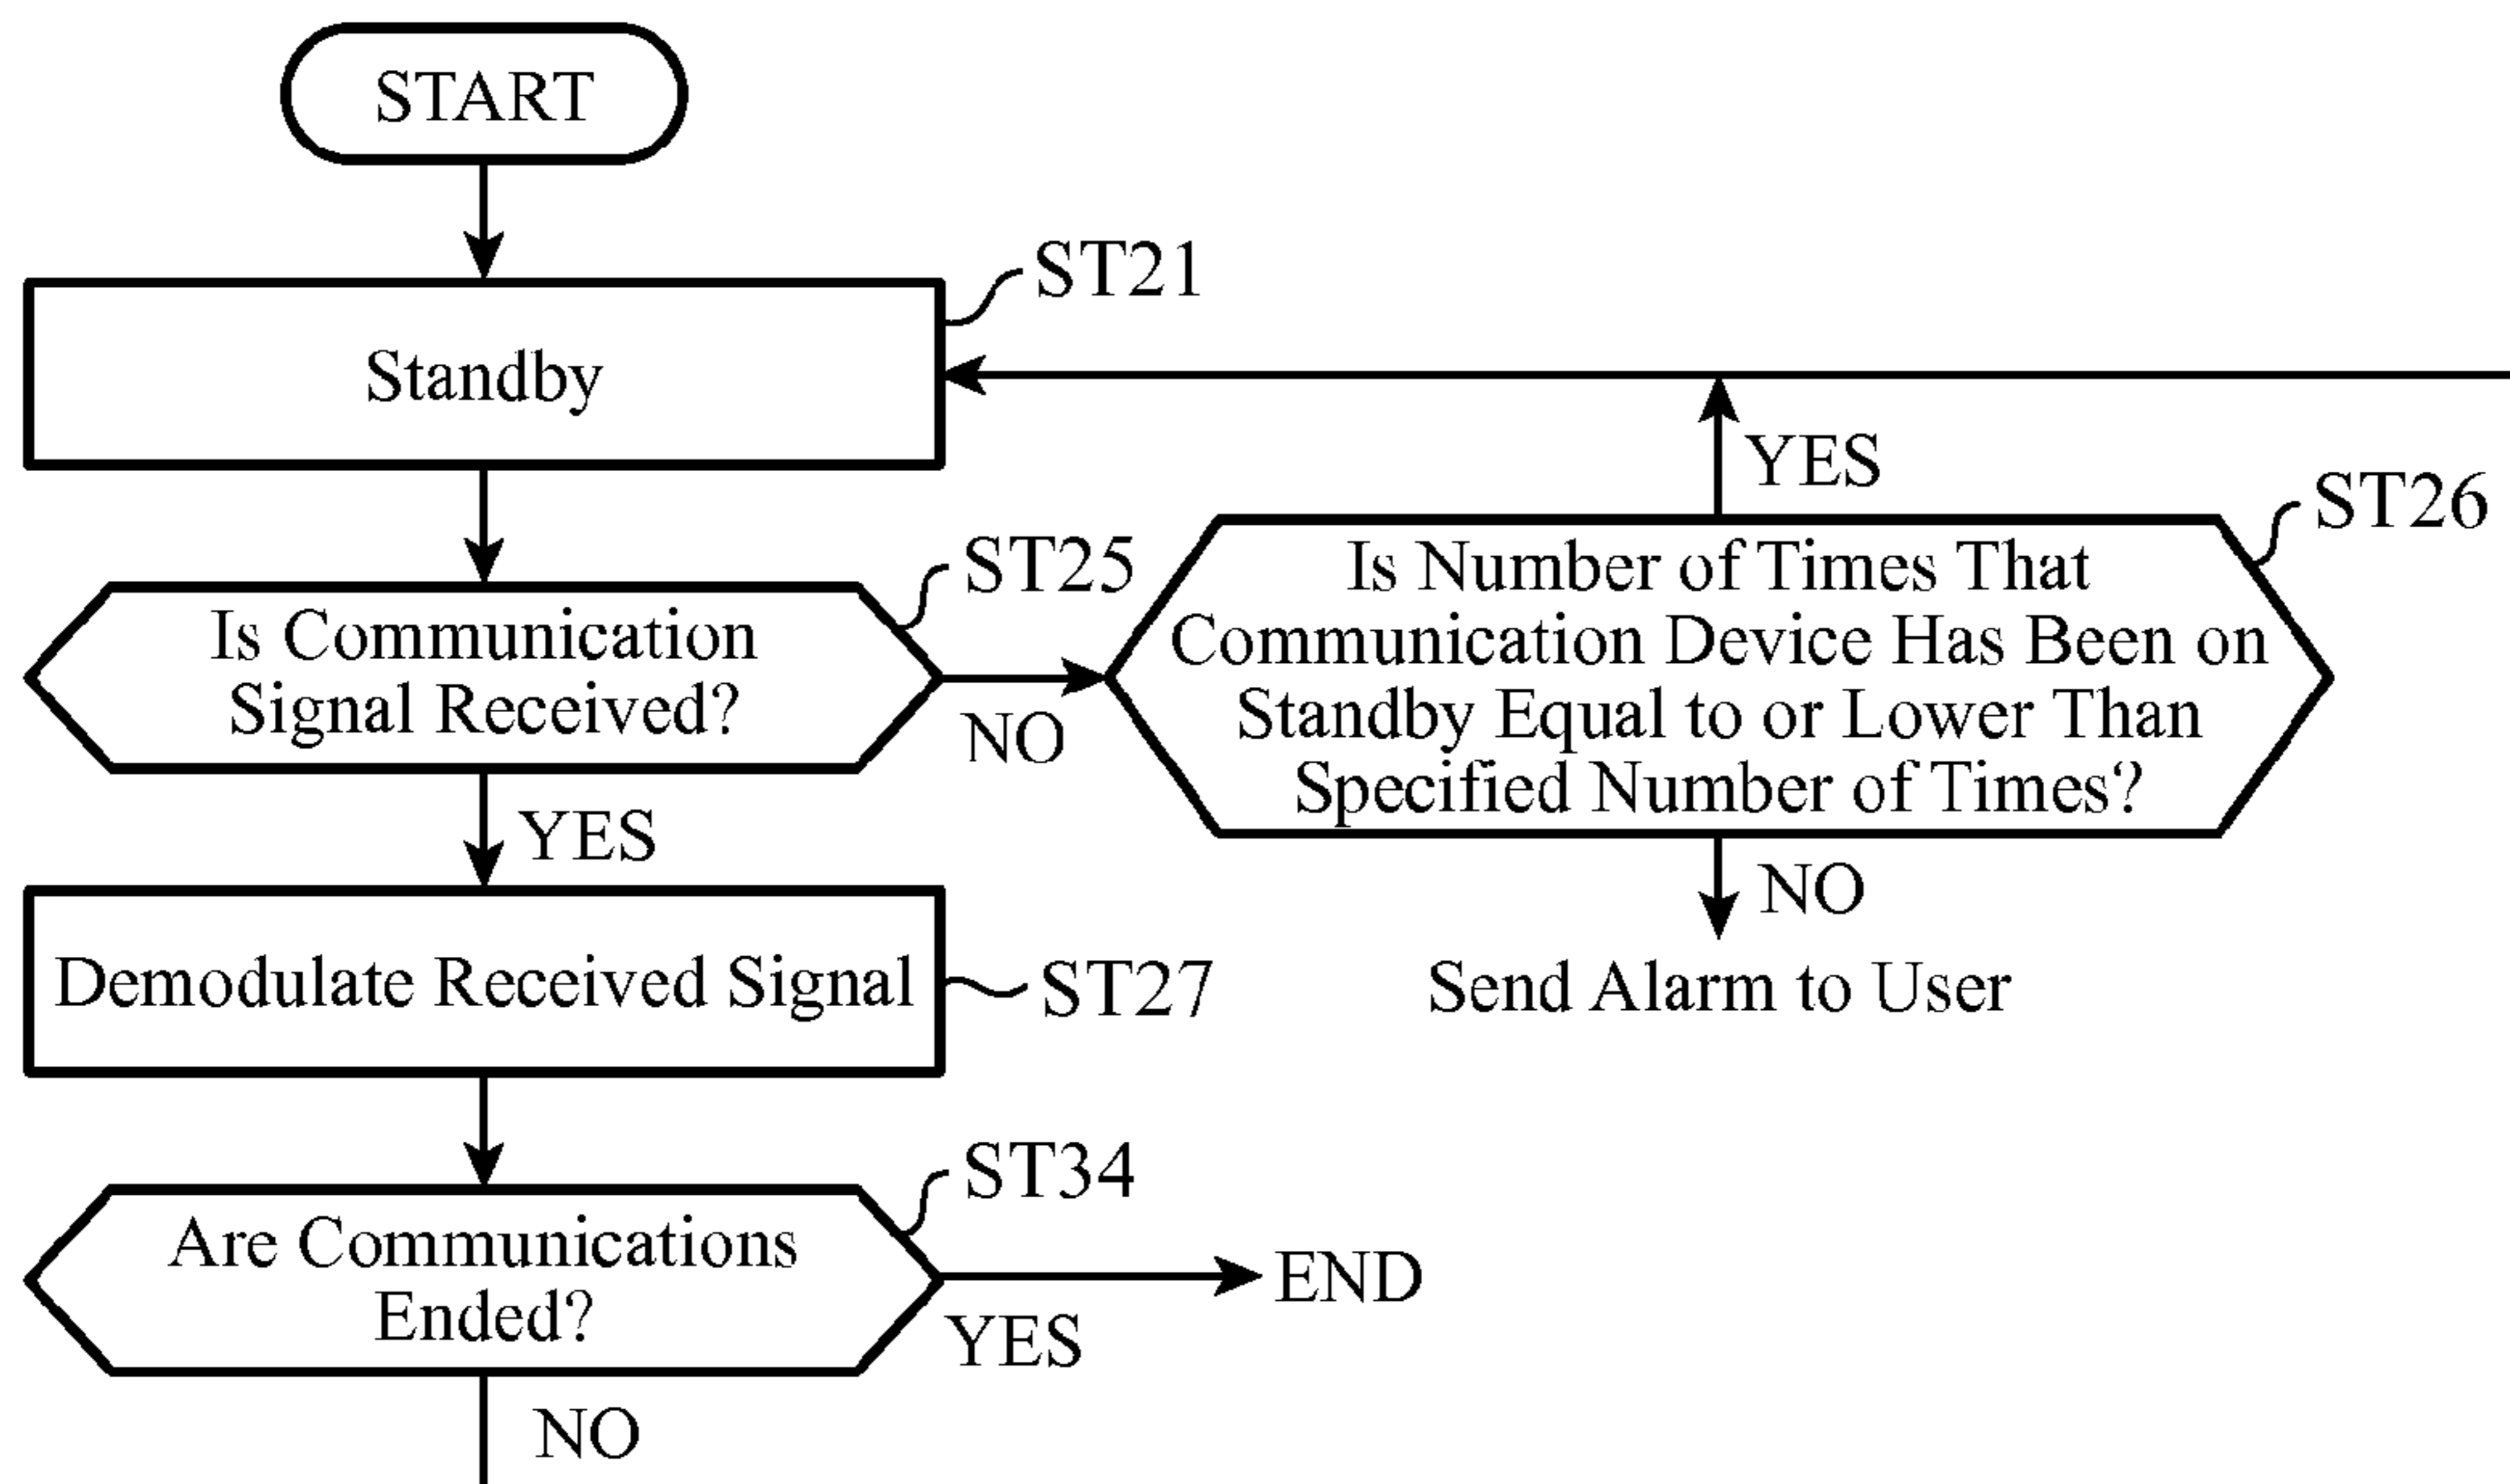 START
ST21
Standby
YES
ST26
ST25
Is Communication
Signal Received?
NO
Is Number of Times That
Communication Device Has Been on
Standby Equal to or Lower Than
Specified Number of Times?
YES
NO
Demodulate Received Signal
ST27
Send Alarm to User
ST34
Are Communications
Ended?
END
YES
NO